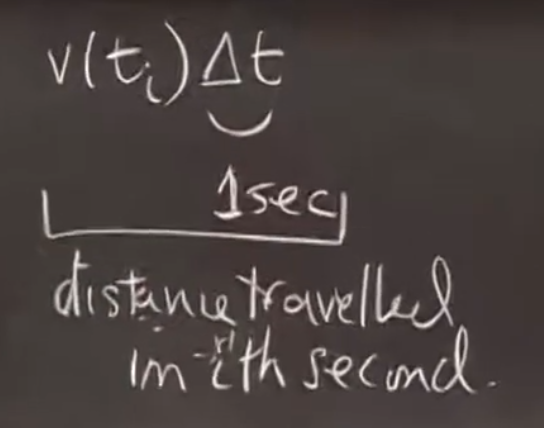 v(tᵢ)Δt
1sec
distance travelled
in ith second.